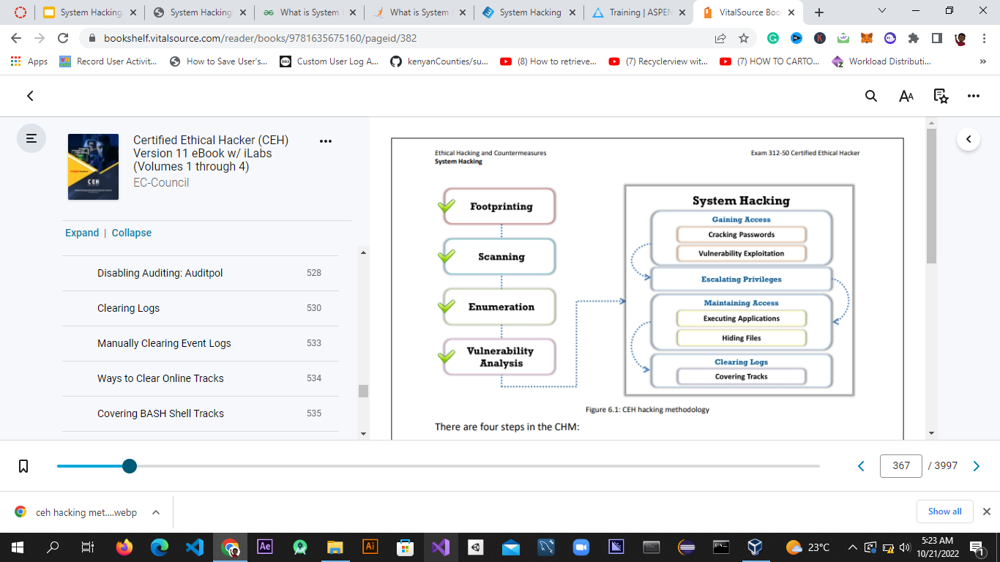 System Hacking
System Hacking
What is System
What is System
System Hacking
Training | ASPEN
VitalSource Boo
bookshelf.vitalsource.com/reader/books/9781635675160/pageid/382
Apps
Record User Activit...
How to Save User's...
Custom User Log A...
kenyanCounties/su...
(8) How to retrieve...
(7) Recyclerview wit...
(7) HOW TO CARTO...
Workload Distributi...
Certified Ethical Hacker (CEH)
Version 11 eBook w/ iLabs
(Volumes 1 through 4)
EC-Council
Expand | Collapse
Disabling Auditing: Auditpol 528
Clearing Logs 530
Manually Clearing Event Logs 533
Ways to Clear Online Tracks 534
Covering BASH Shell Tracks 535
Ethical Hacking and Countermeasures
System Hacking
Exam 312-50 Certified Ethical Hacker
Footprinting
Scanning
Enumeration
Vulnerability
Analysis
System Hacking
Gaining Access
Cracking Passwords
Vulnerability Exploitation
Escalating Privileges
Maintaining Access
Executing Applications
Hiding Files
Clearing Logs
Covering Tracks
Figure 6.1: CEH hacking methodology
There are four steps in the CHM:
367 / 3997
ceh hacking met....webp
Show all
23°C
5:23 AM
10/21/2022